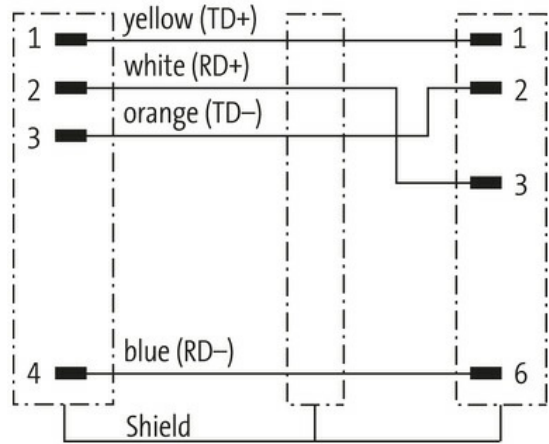 1 yellow (TD+) 1
2 white (RD+) 2
3 orange (TD–)
3
4 blue (RD–) 6
Shield